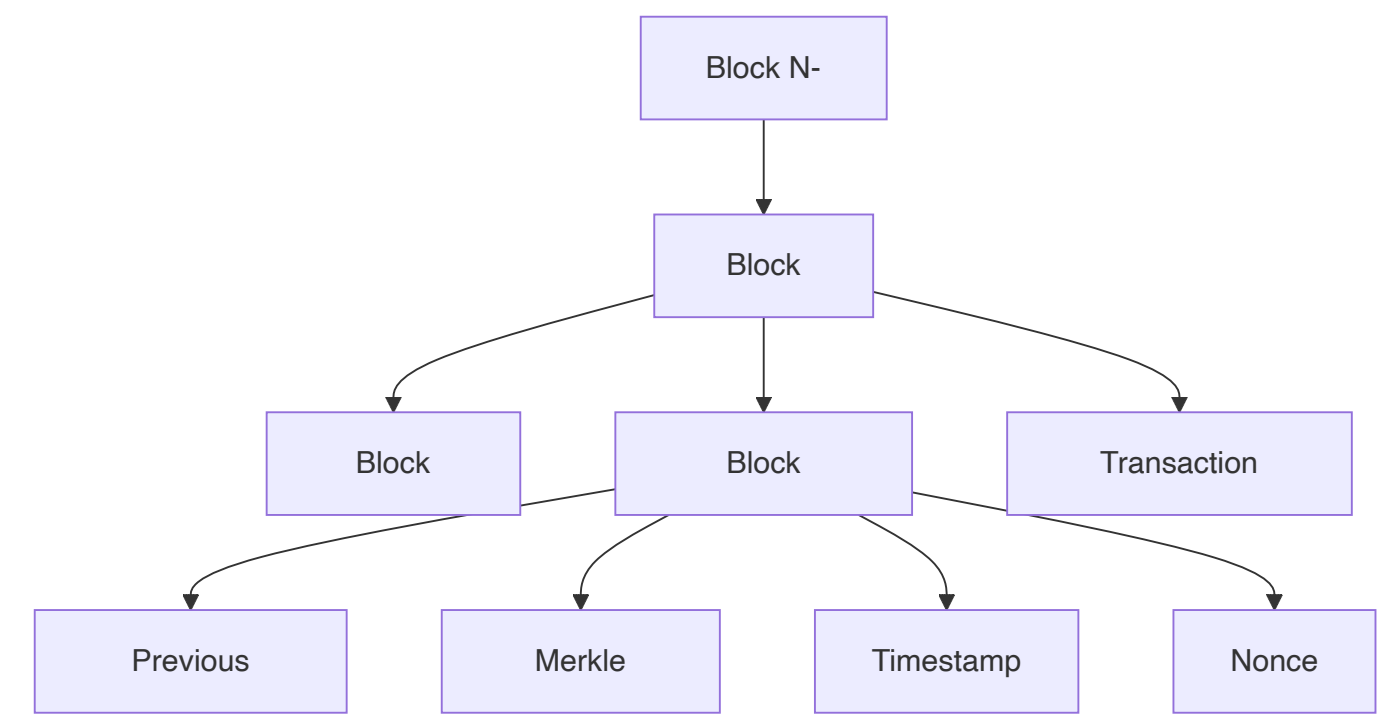 Block N-
Block
Block
Block
Transaction
Previous
Merkle
Timestamp
Nonce